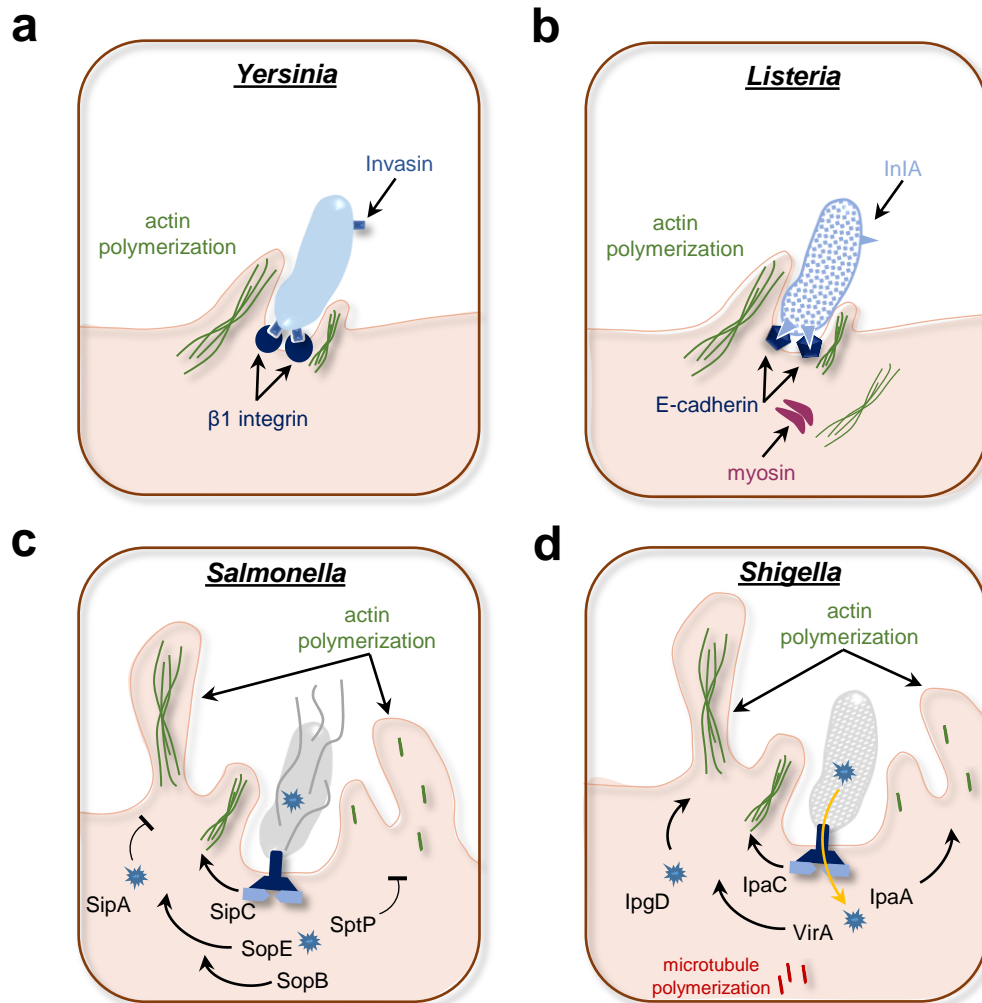 a
Yersinia
Invasin
actin
polymerization
β1 integrin
b
Listeria
InlA
actin
polymerization
E-cadherin
myosin
c
Salmonella
actin
polymerization
SipA
SipC
SptP
SopE
SopB
d
Shigella
actin
polymerization
IpgD
IpaC
IpaA
VirA
microtubule
polymerization